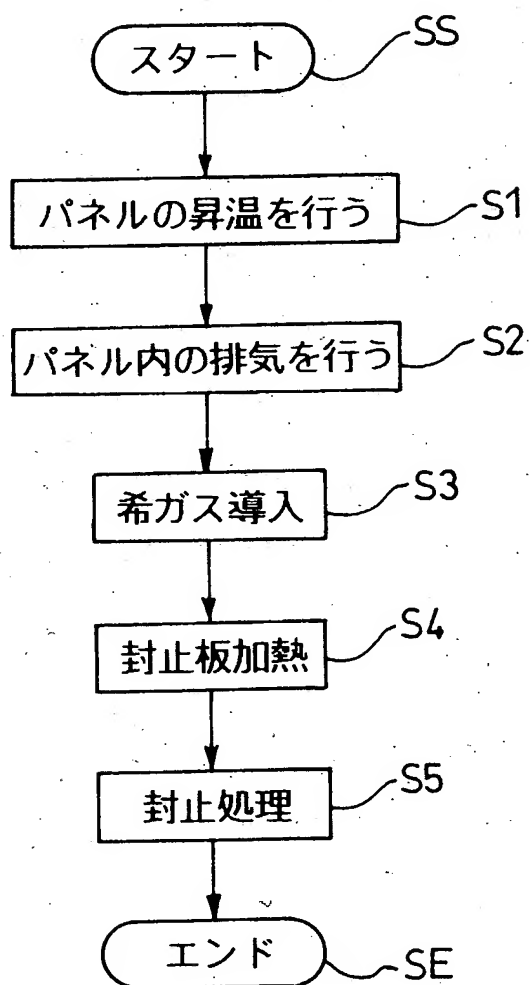 スタート
SS
パネルの昇温を行う
S1
パネル内の排気を行う
S2
希ガス導入
S3
封止板加熱
S4
封止処理
S5
エンド
SE